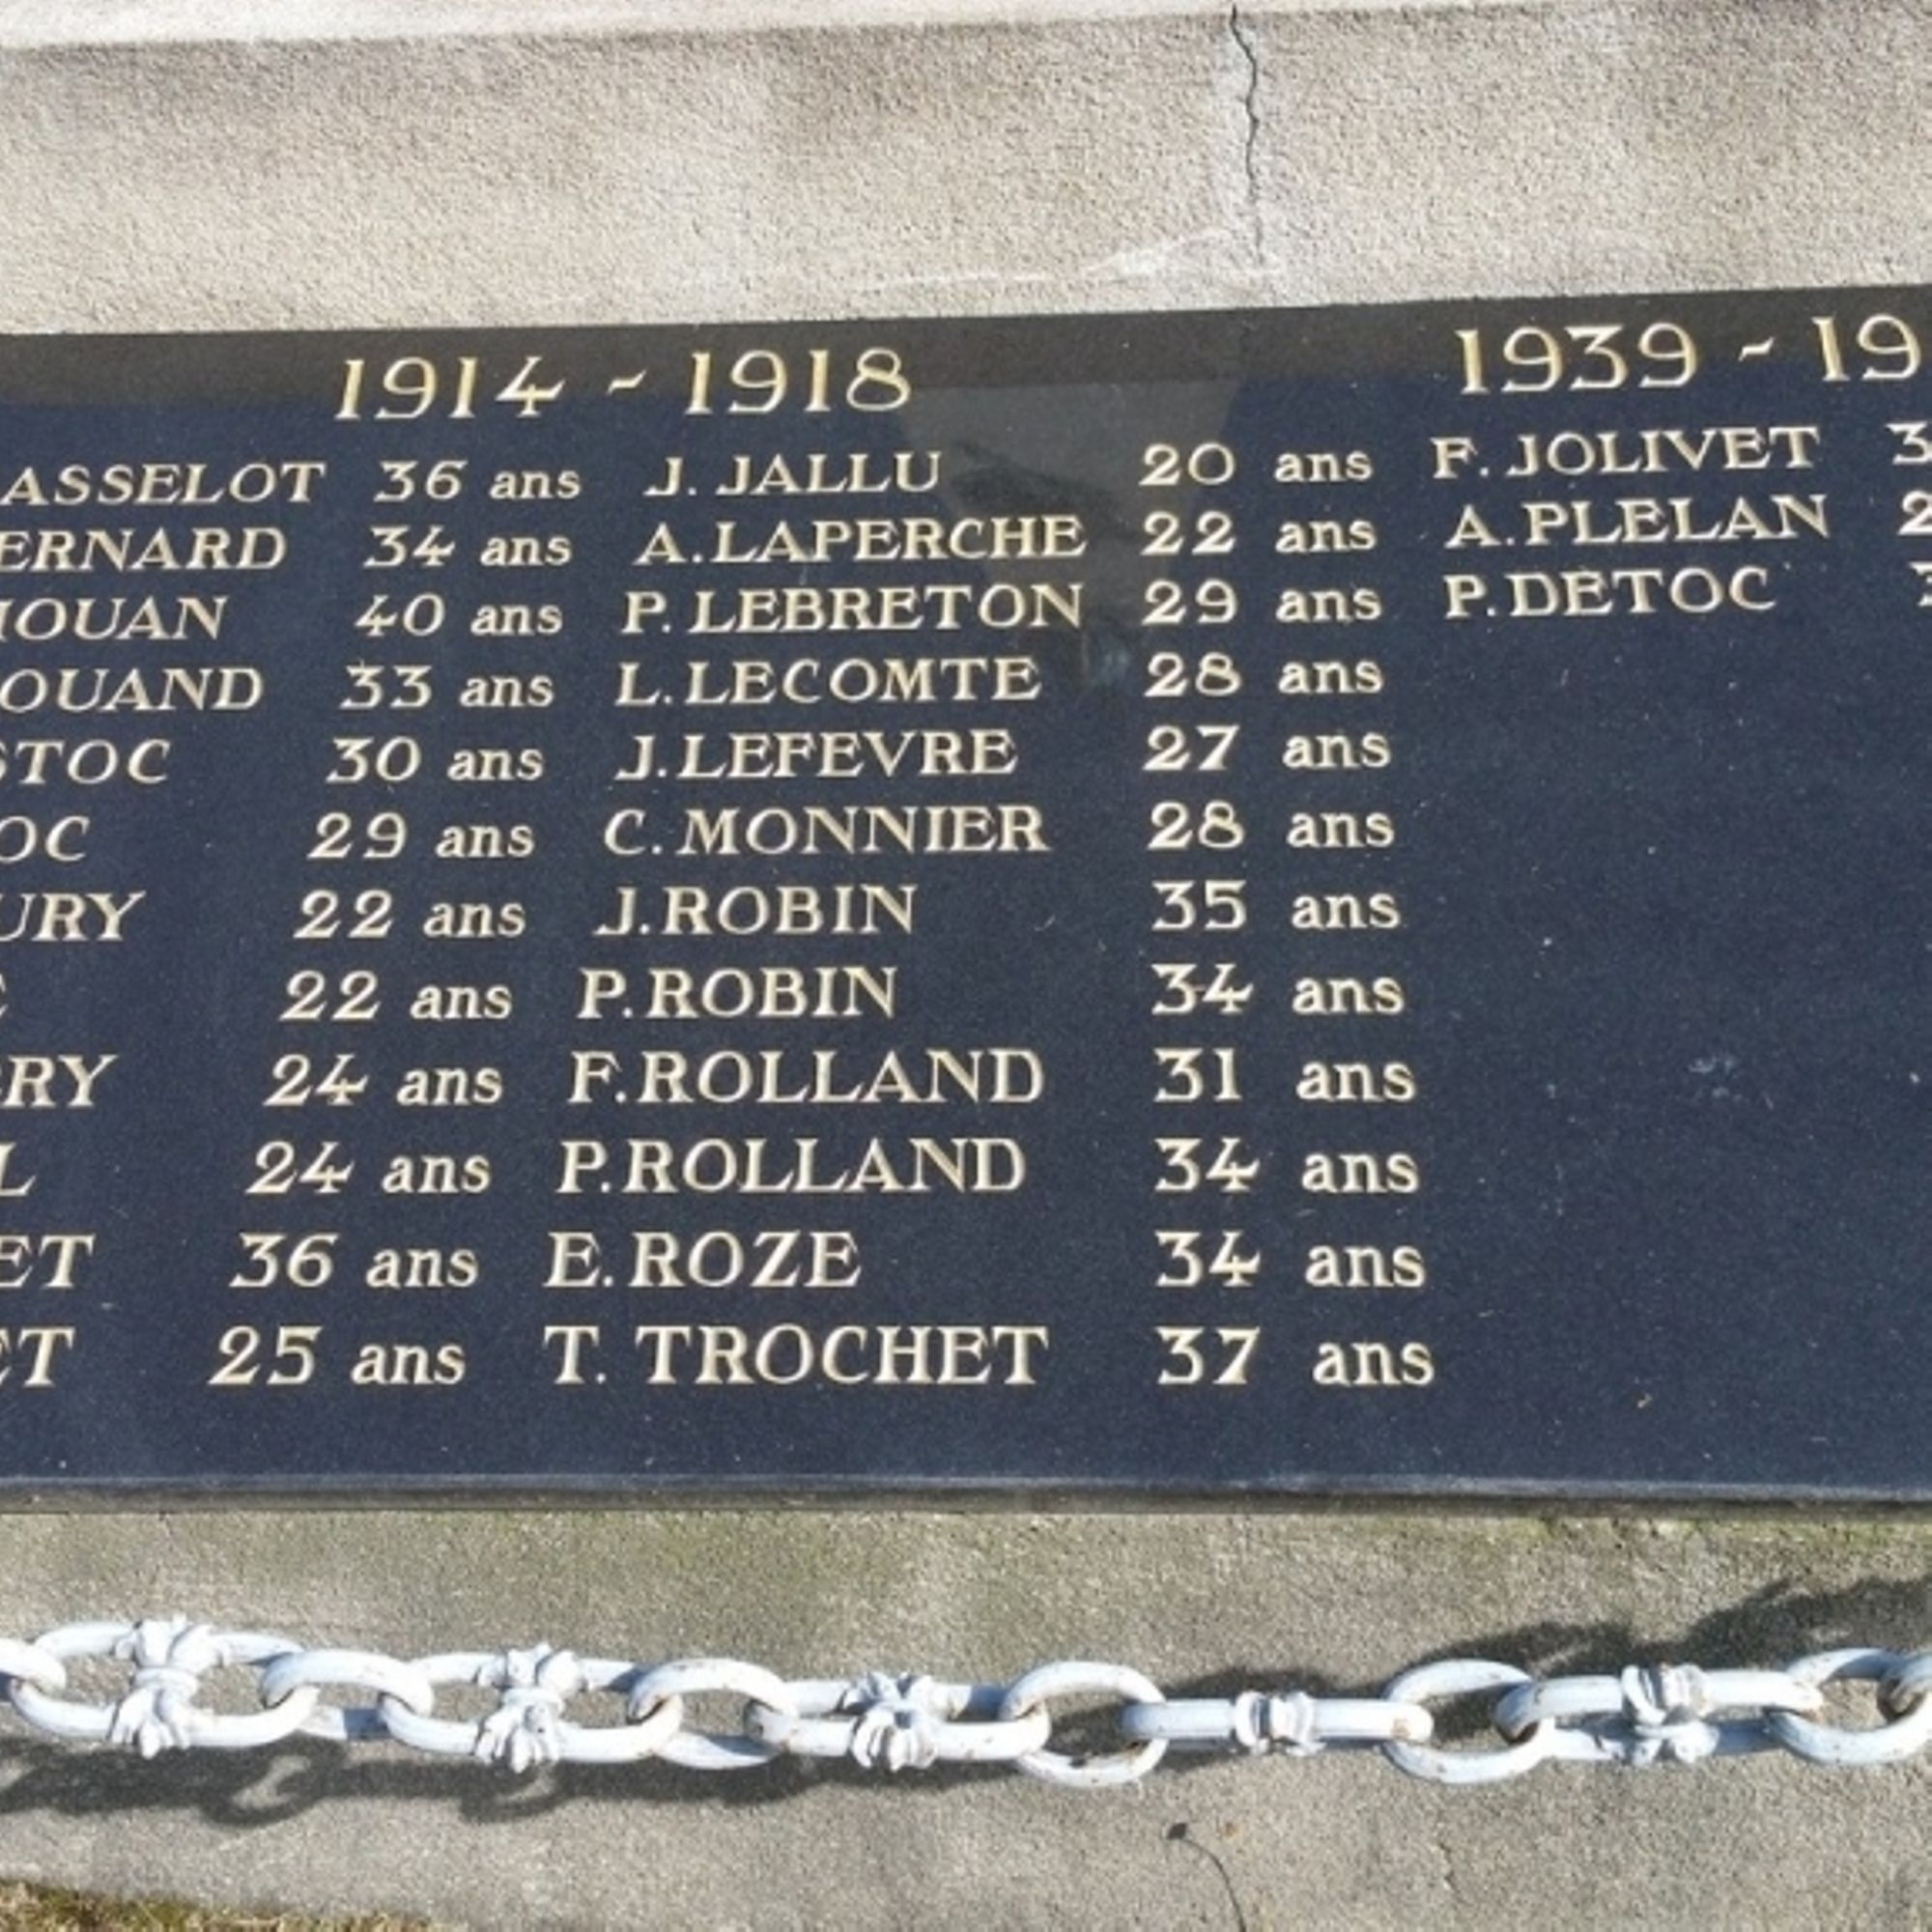 1914 - 1918 1939 - 19
ASSELOT 36 ans J. JALLU 20 ans F. JOLIVET 3
ERNARD 34 ans A. LAPERCHE 22 ans A. PLELAN 2
OUAN 40 ans P. LEBRETON 29 ans P. DETOC
OUAND 33 ans L. LECOMTE 28 ans
STOC 30 ans J. LEFEVRE 27 ans
OC 29 ans C. MONNIER 28 ans
URY 22 ans J. ROBIN 35 ans
22 ans P. ROBIN 34 ans
RY 24 ans F. ROLLAND 31 ans
L 24 ans P. ROLLAND 34 ans
ET 36 ans E. ROZE 34 ans
ET 25 ans T. TROCHET 37 ans